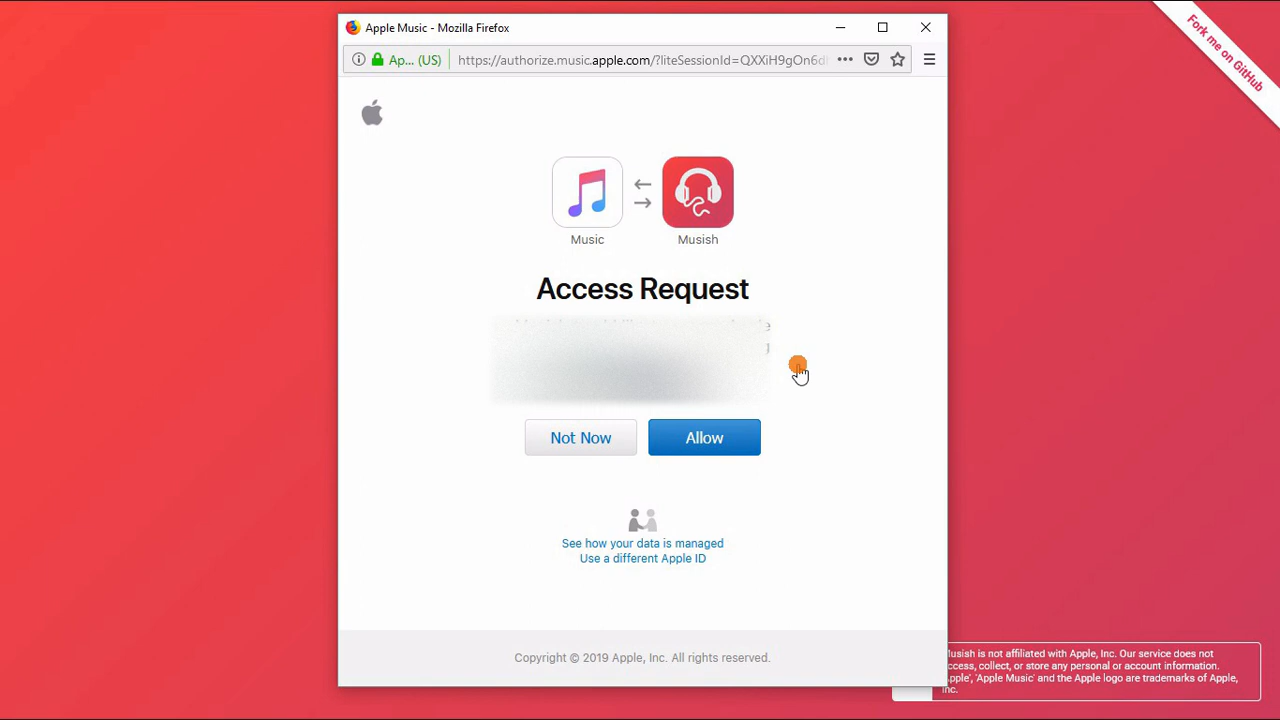 Apple Music - Mozilla Firefox
Fork me on GitHub
Ap... (US) https://authorize.music.apple.com/?liteSessionId=QXXiH9gOn6d
Music
Musish
Access Request
Not Now
Allow
See how your data is managed
Use a different Apple ID
Copyright © 2019 Apple, Inc. All rights reserved.
Musish is not affiliated with Apple, Inc. Our service does not
access, collect, or store any personal or account information.
'Apple', 'Apple Music' and the Apple logo are trademarks of Apple,
Inc.